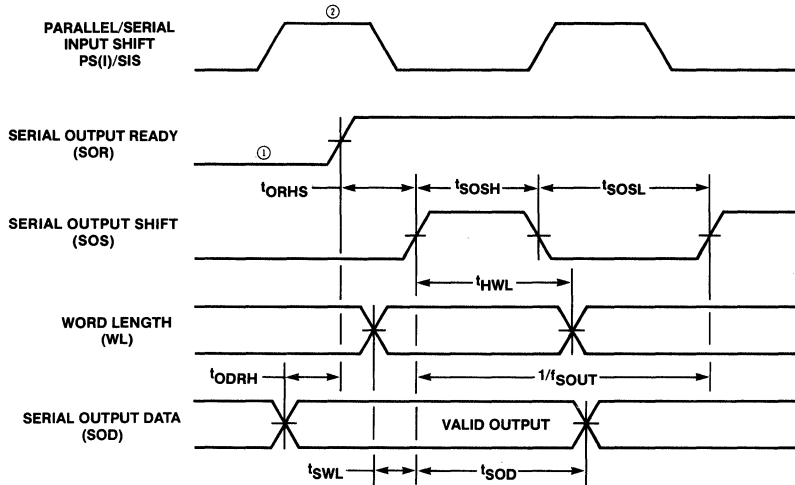 PARALLEL/SERIAL
INPUT SHIFT
PS(I)/SIS
②
SERIAL OUTPUT READY
(SOR)
①
tORHS
tSOSH
tSOSL
SERIAL OUTPUT SHIFT
(SOS)
tHWL
WORD LENGTH
(WL)
tODRH
1/fSOUT
SERIAL OUTPUT DATA
(SOD)
VALID OUTPUT
tSWL
tSOD